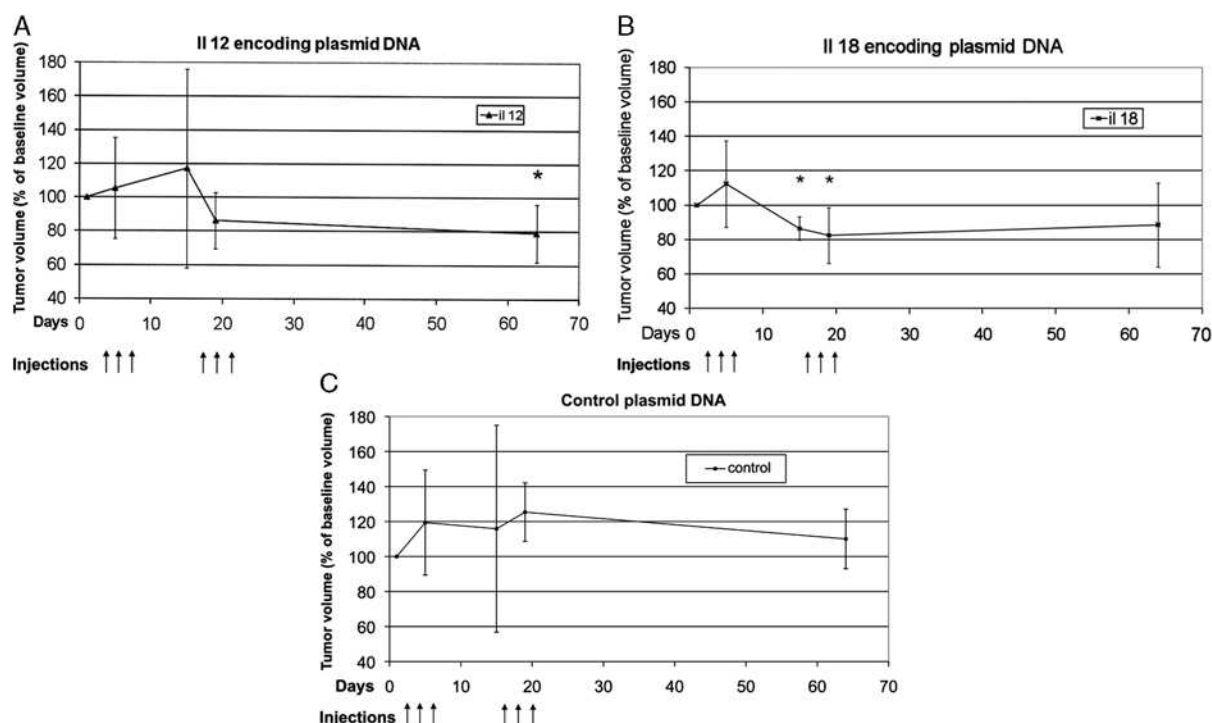 A
Il 12 encoding plasmid DNA
Tumor volume (% of baseline volume)
180
160
140
120
100
80
60
40
il 12
*
Days 0 10 20 30 40 50 60 70
Injections
B
Il 18 encoding plasmid DNA
Tumor volume (% of baseline volume)
180
160
140
120
100
80
60
40
il 18
* *
Days 0 10 20 30 40 50 60 70
Injections
C
Control plasmid DNA
Tumor volume (% of baseline volume)
180
160
140
120
100
80
60
40
control
Days 0 10 20 30 40 50 60 70
Injections